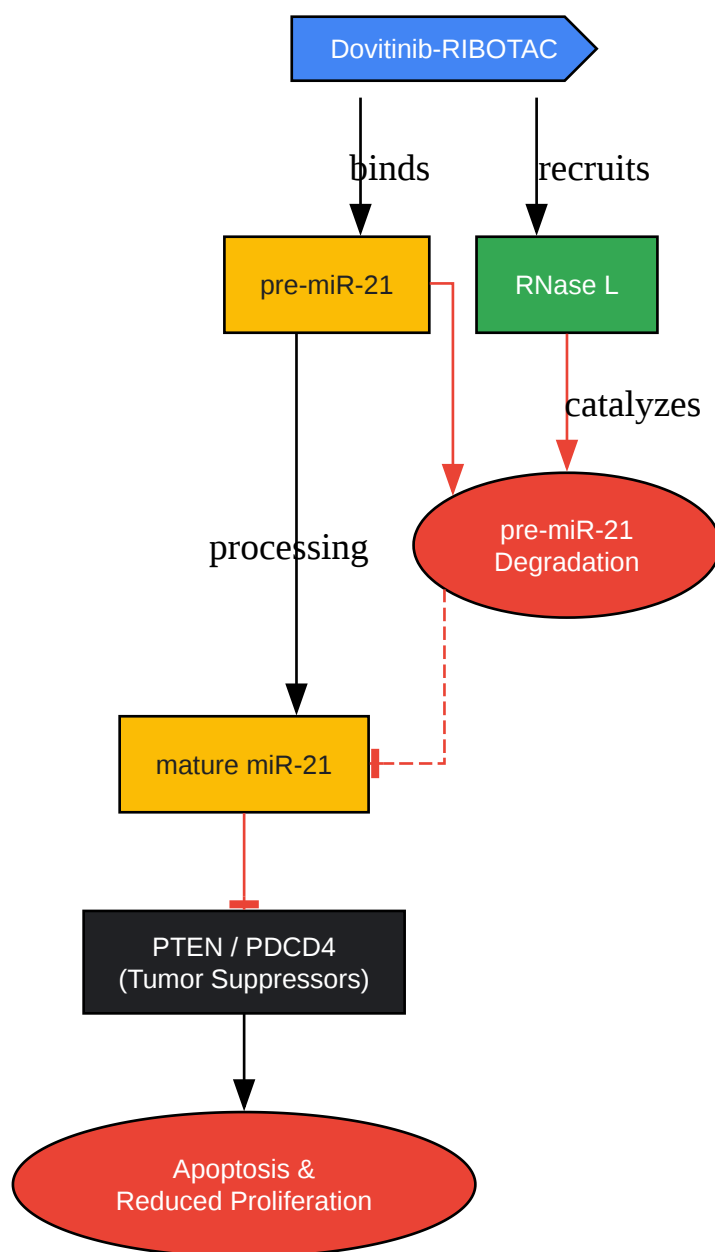 Dovitinib-RIBOTAC
binds
recruits
pre-miR-21
RNase L
catalyzes
pre-miR-21
Degradation
processing
mature miR-21
PTEN / PDCD4
(Tumor Suppressors)
Apoptosis &
Reduced Proliferation